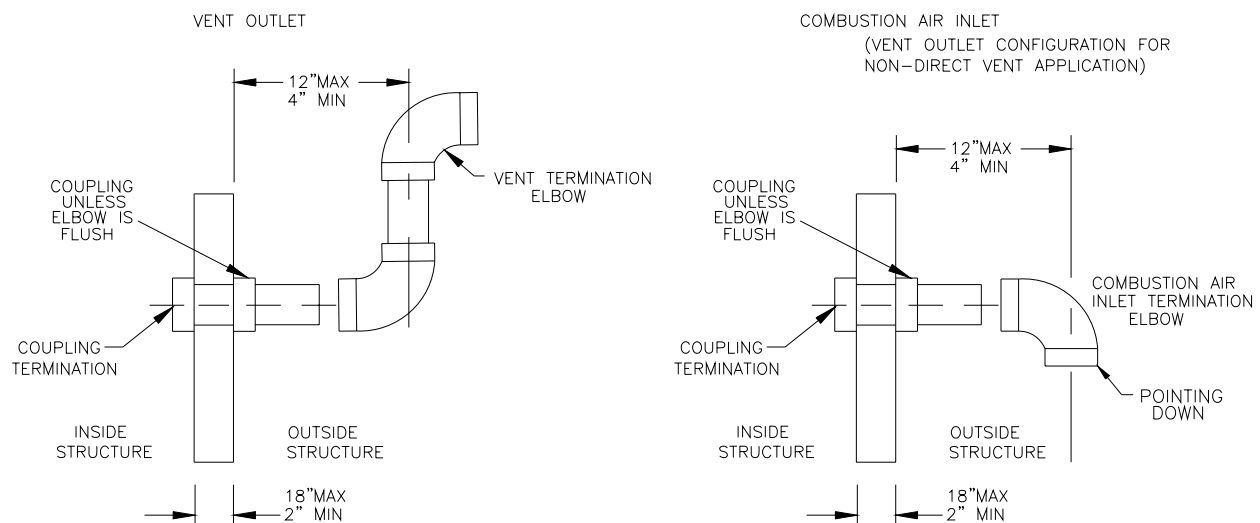 VENT OUTLET
12”MAX
4” MIN
COUPLING
UNLESS
ELBOW IS
FLUSH
VENT TERMINATION
ELBOW
COUPLING
TERMINATION
INSIDE
STRUCTURE
OUTSIDE
STRUCTURE
18”MAX
2” MIN
COMBUSTION AIR INLET
(VENT OUTLET CONFIGURATION FOR
NON–DIRECT VENT APPLICATION)
12”MAX
4” MIN
COUPLING
UNLESS
ELBOW IS
FLUSH
COMBUSTION AIR
INLET TERMINATION
ELBOW
COUPLING
TERMINATION
POINTING
DOWN
INSIDE
STRUCTURE
OUTSIDE
STRUCTURE
18”MAX
2” MIN